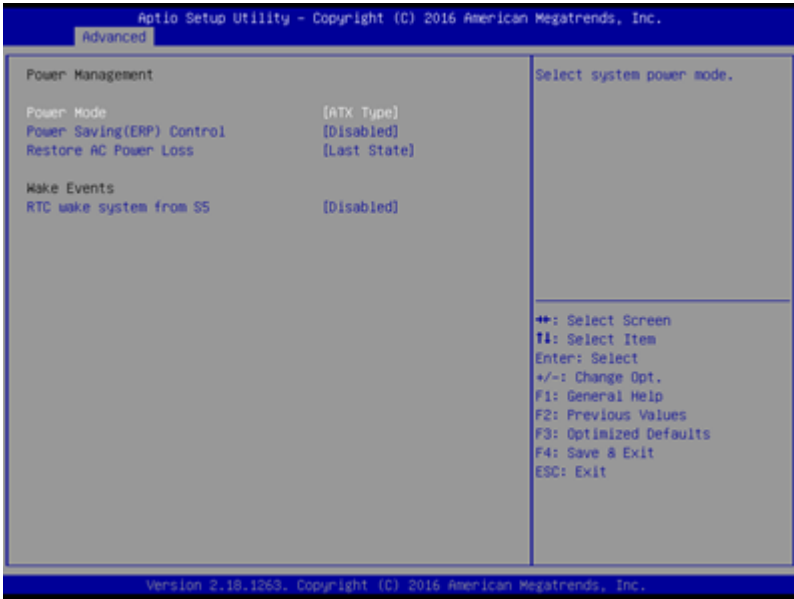 Aptio Setup Utility – Copyright (C) 2016 American Megatrends, Inc.
Advanced
Power Management
Power Mode [ATX Type]
Power Saving(ERP) Control [Disabled]
Restore AC Power Loss [Last State]
Wake Events
RTC wake system from S5 [Disabled]
Select system power mode.
→←: Select Screen
↑↓: Select Item
Enter: Select
+/-: Change Opt.
F1: General Help
F2: Previous Values
F3: Optimized Defaults
F4: Save & Exit
ESC: Exit
Version 2.18.1263. Copyright (C) 2016 American Megatrends, Inc.